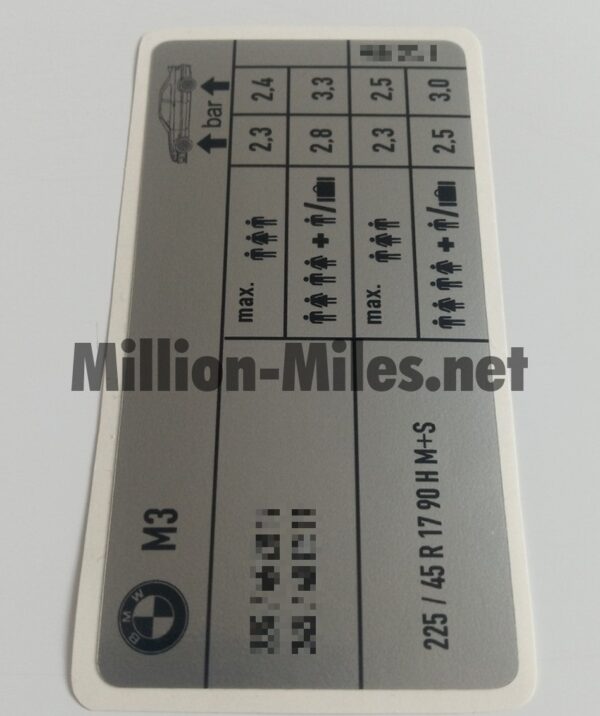 BMW
M3
bar
max. 2,3 2,4
+ / 2,8 3,3
225 / 45 R 17 90 H M+S
max. 2,3 2,5
+ / 2,5 3,0
Million-Miles.net